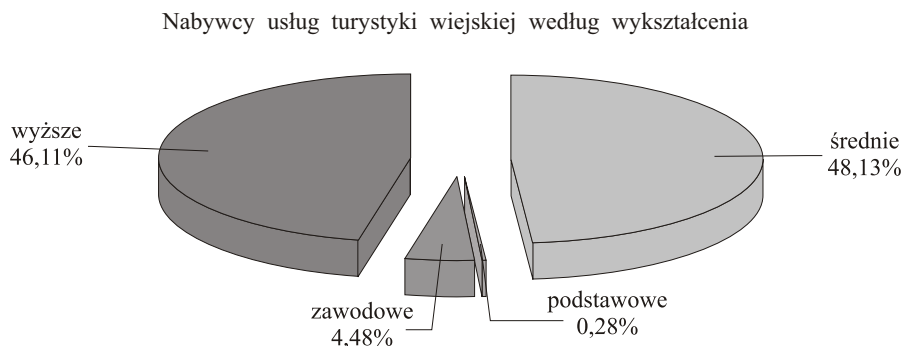 Nabywcy usług turystyki wiejskiej według wykształcenia
wyższe
46,11%
średnie
48,13%
zawodowe
4,48%
podstawowe
0,28%